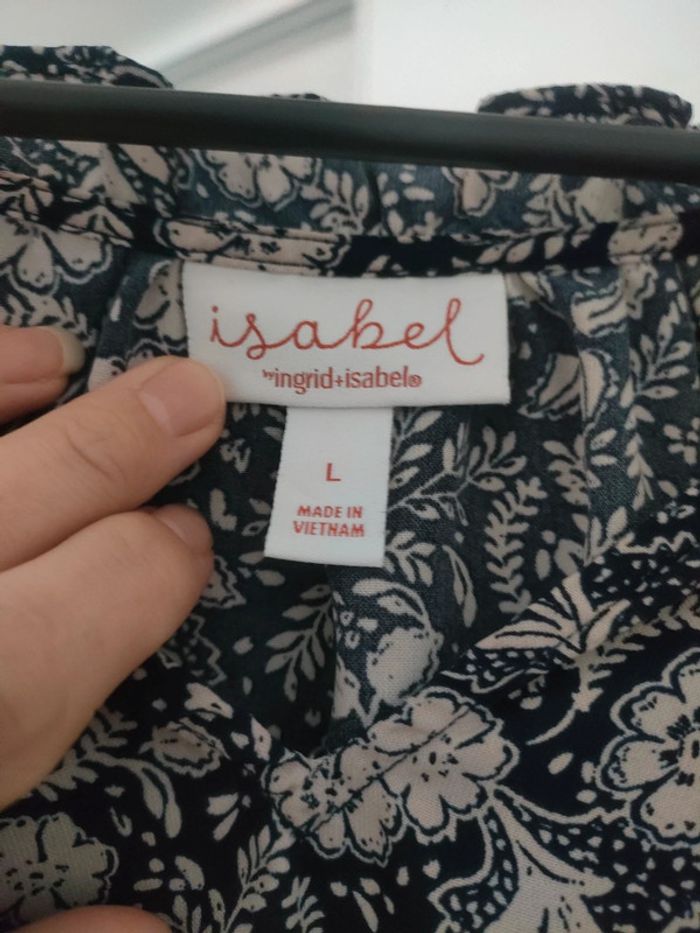 isabel
by ingrid+isabel®
L
MADE IN
VIETNAM